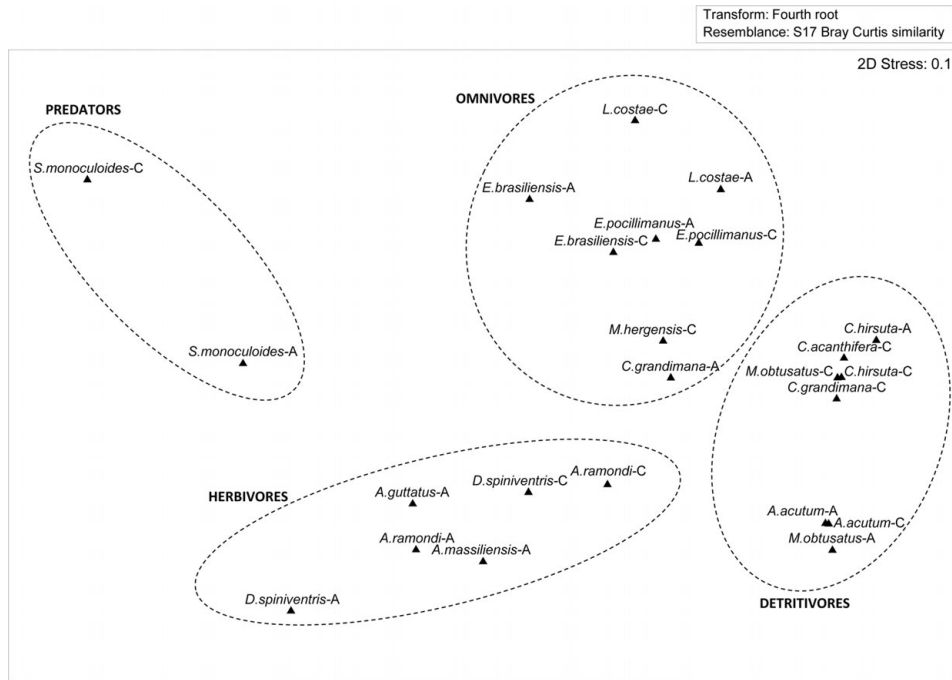 Transform: Fourth root
Resemblance: S17 Bray Curtis similarity
2D Stress: 0.1
PREDATORS
S.monoculoides-C
S.monoculoides-A
OMNIVORES
L.costae-C
L.costae-A
E.brasiliensis-A
E.pocillimanus-A
E.pocillimanus-C
E.brasiliensis-C
M.hergensis-C
C.grandimana-A
C.hirsuta-A
C.acanthifera-C
M.obtusatus-C
C.hirsuta-C
C.grandimana-C
A.acutum-A
A.acutum-C
M.obtusatus-A
DETRITIVORES
HERBIVORES
A.ramondi-C
D.spiniventris-C
A.guttatus-A
A.ramondi-A
A.massiliensis-A
D.spiniventris-A